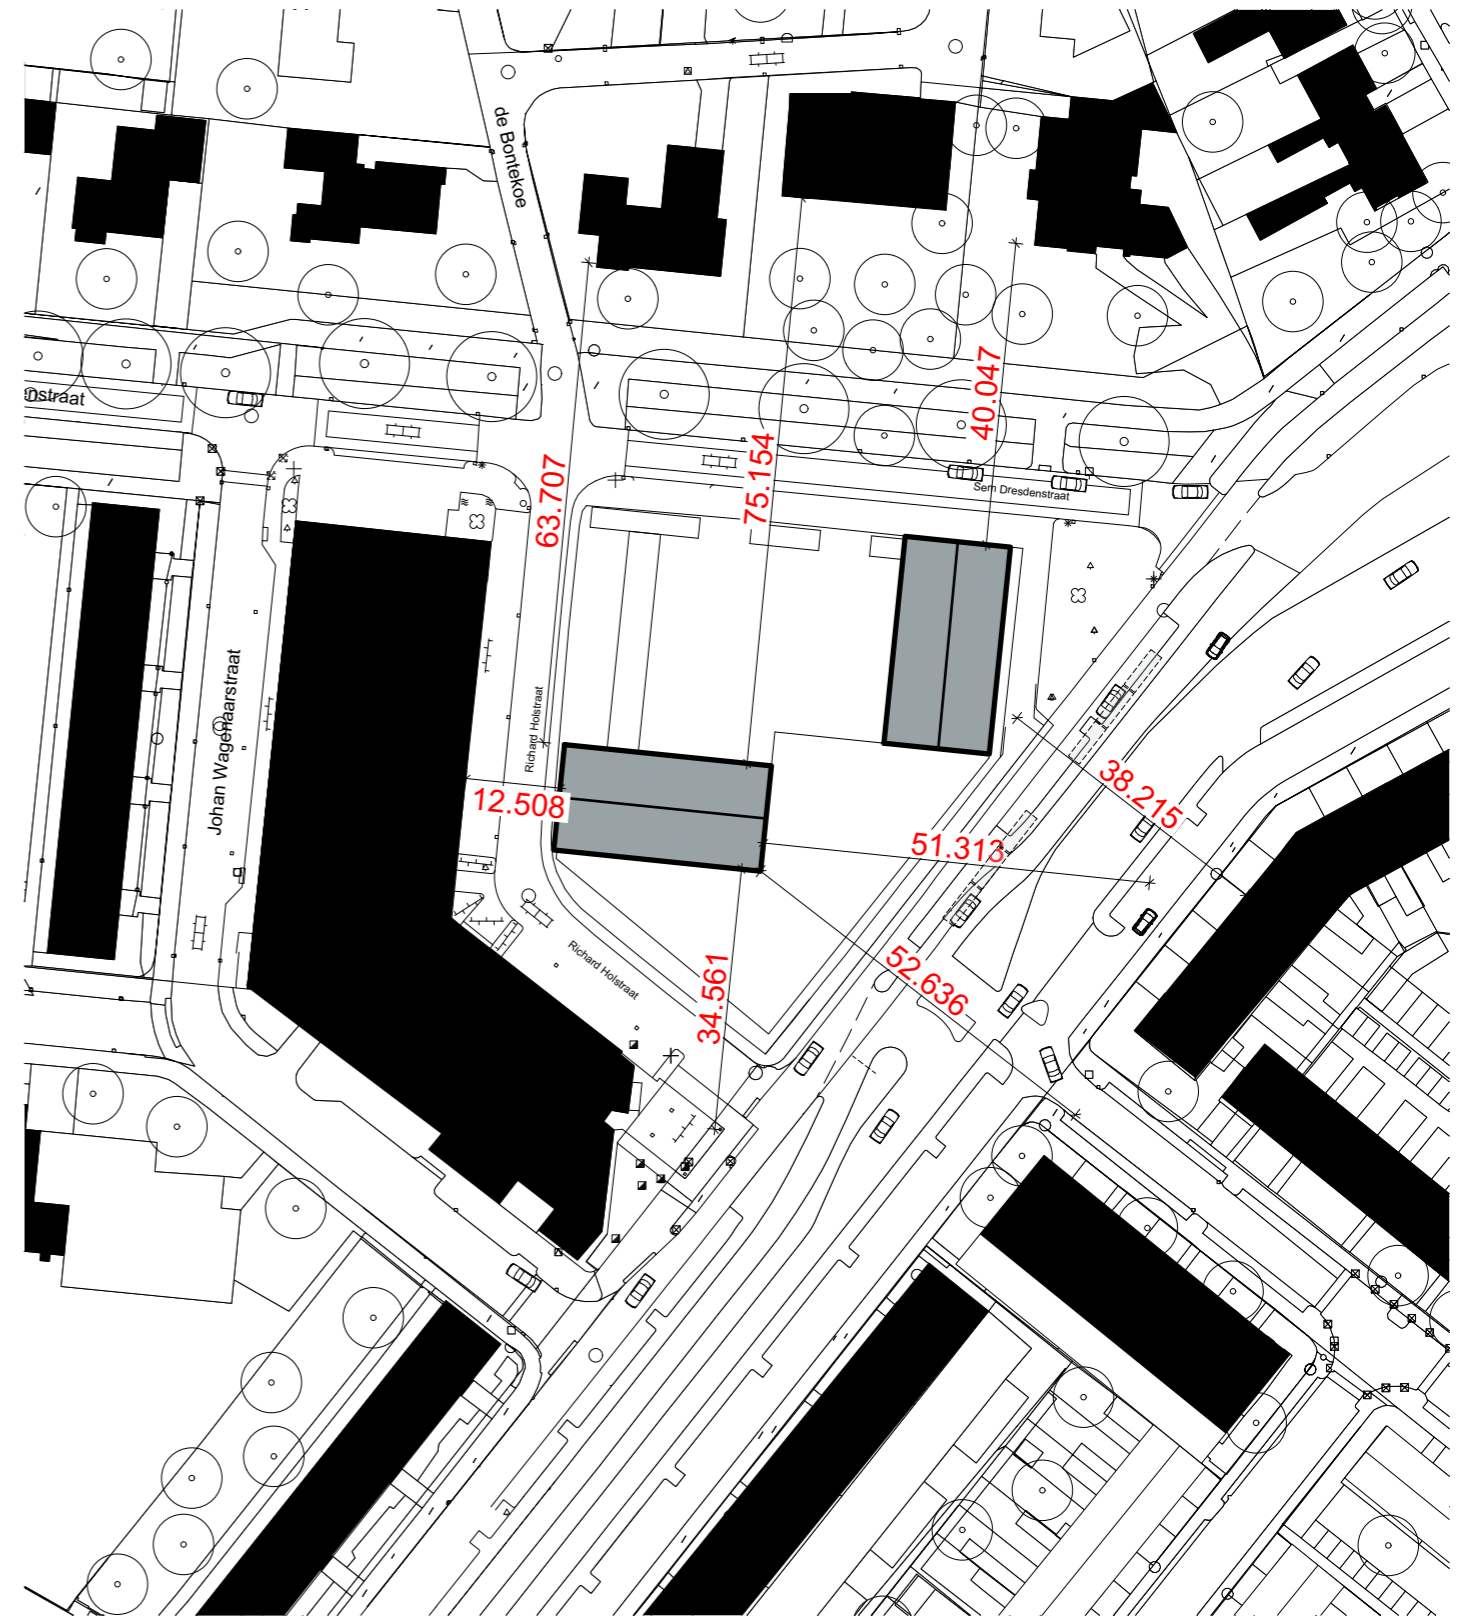 de Bontekoe
nstraat
40.047
75.154
63.707
Sem Dresdenstraat
Johan Wagenaarstraat
Richard Holstraat
38.215
12.508
51.313
Richard Holstraat
52.636
34.561